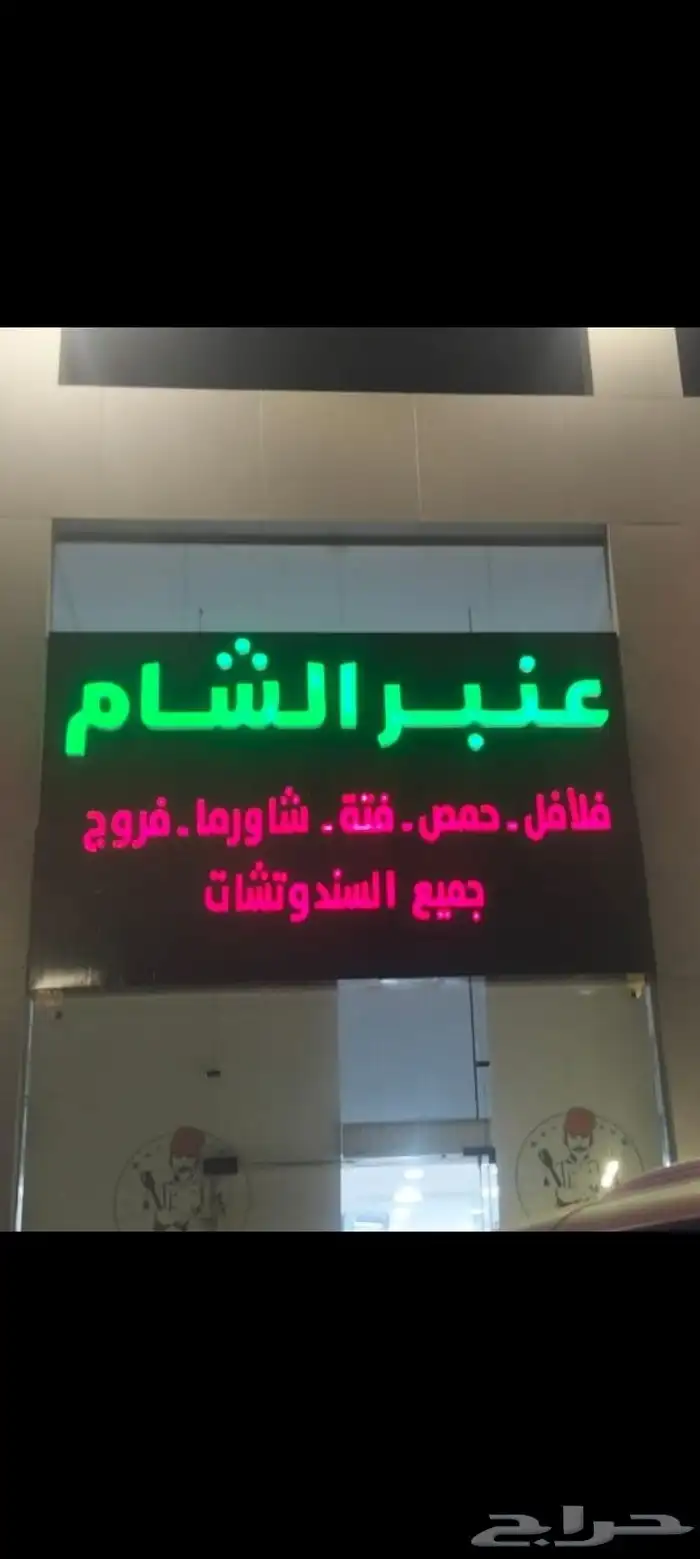 عنبر الشام
فلافل - حمص - فتة - شاورما - فروج
جميع السندوتشات
حراج